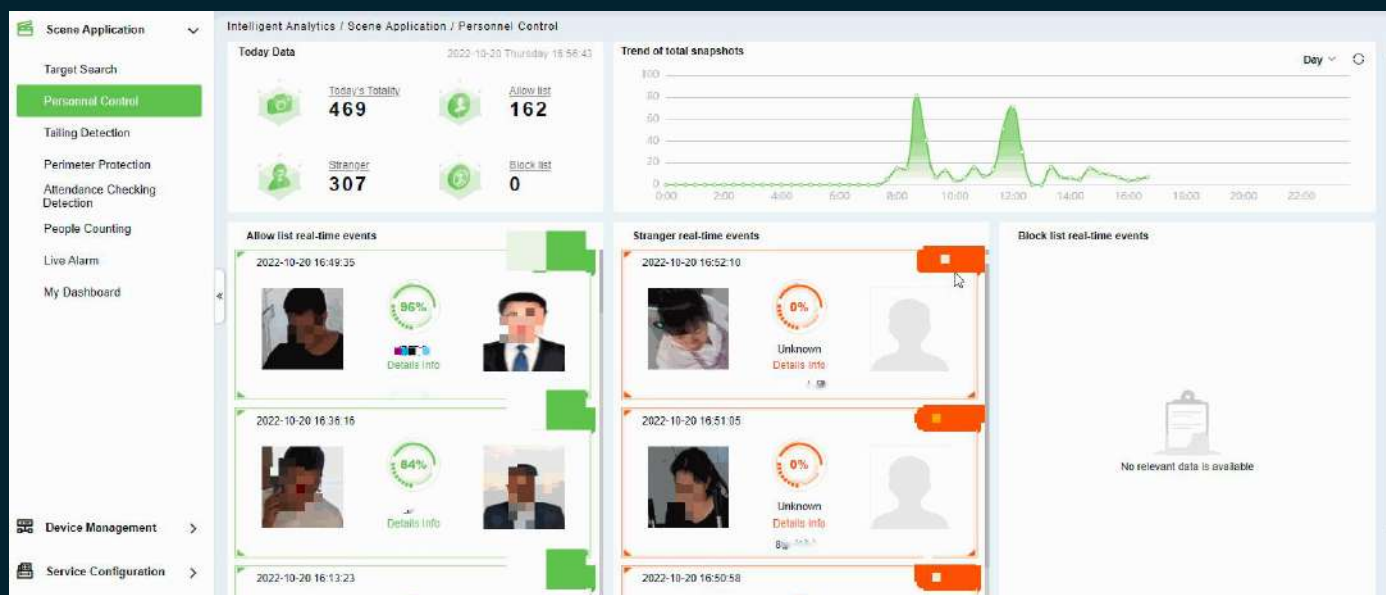 Scene Application
Target Search
Personnel Control
Tailing Detection
Perimeter Protection
Attendance Checking
Detection
People Counting
Live Alarm
My Dashboard
Device Management
Service Configuration
Intelligent Analytics / Scene Application / Personnel Control
Today Data
2022-10-20 Thursday 16:56:43
Today's Totality
469
Allow list
162
Stranger
307
Block list
0
Trend of total snapshots
Day
100
80
60
40
20
0
0:00 2:00 4:00 6:00 8:00 10:00 12:00 14:00 16:00 18:00 20:00 22:00
Allow list real-time events
2022-10-20 16:49:35
96%
Details Info
2022-10-20 16:36:16
84%
Details Info
2022-10-20 16:13:23
Stranger real-time events
2022-10-20 16:52:10
0%
Unknown
Details Info
2022-10-20 16:51:05
0%
Unknown
Details Info
2022-10-20 16:50:58
Block list real-time events
No relevant data is available